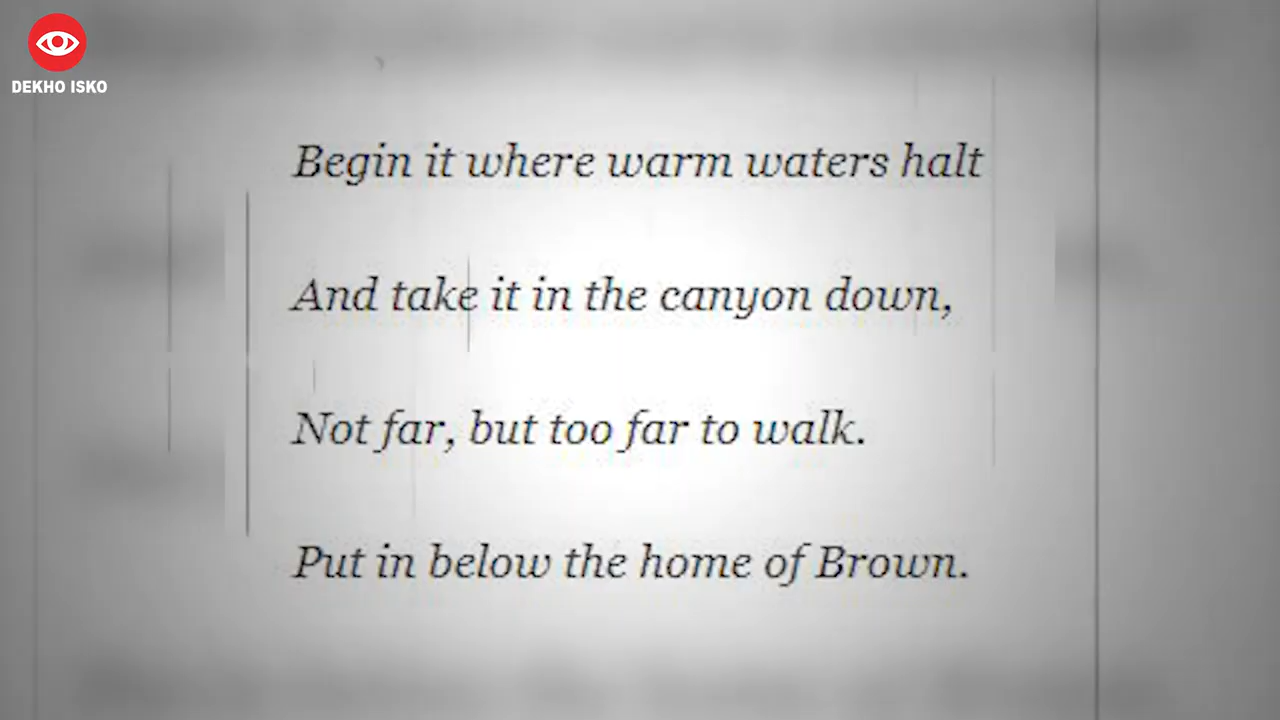 DEKHO ISKO
Begin it where warm waters halt
And take it in the canyon down,
Not far, but too far to walk.
Put in below the home of Brown.